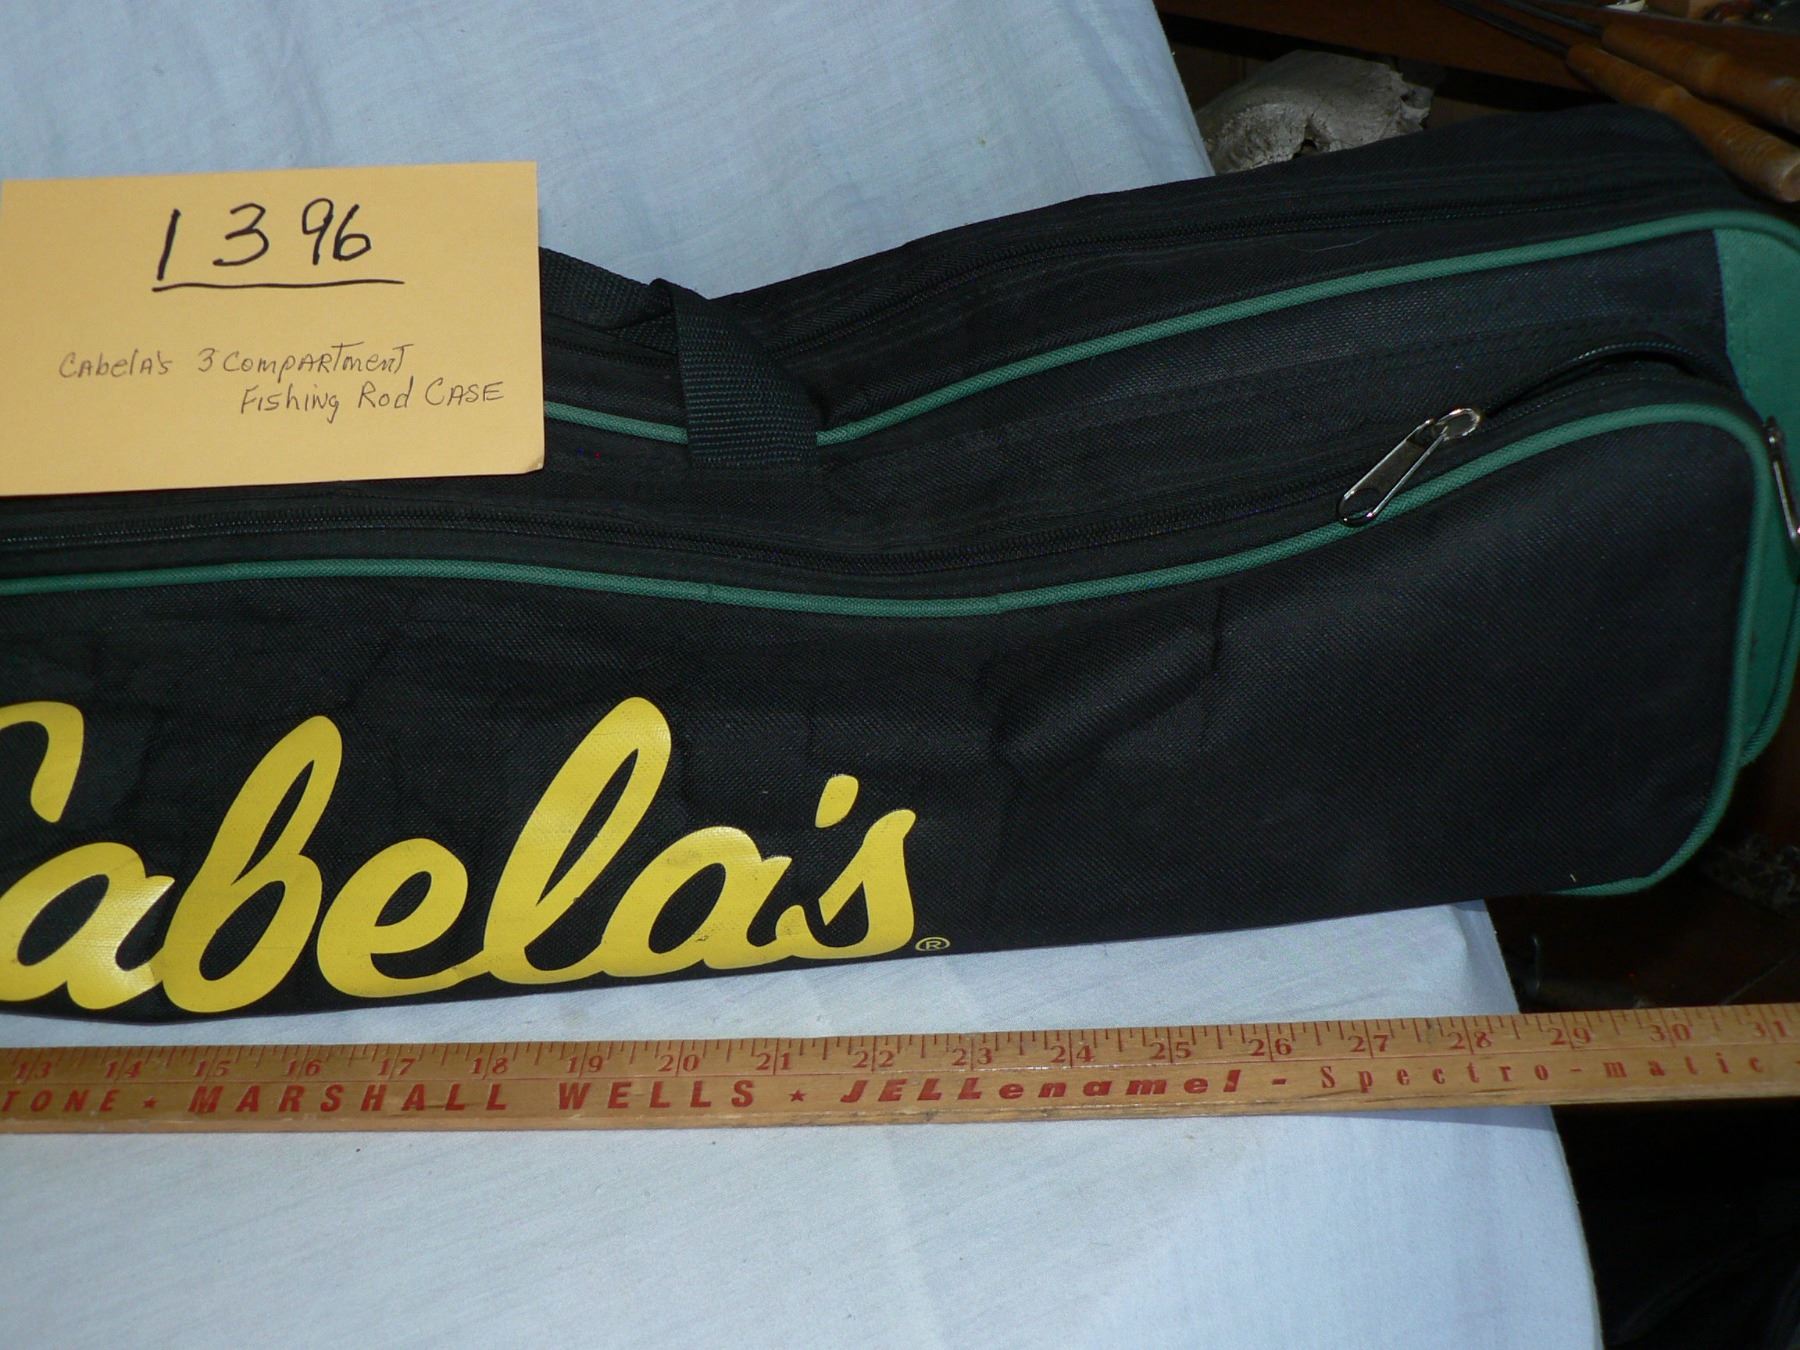 1396
Cabela's 3 Compartment
Fishing Rod Case
Cabela's ®
13 14 15 16 17 18 19 20 21 22 23 24 25 26 27 28 29 30 31
TONE ★ MARSHALL WELLS ★ JELLenamel - Spectro-matic